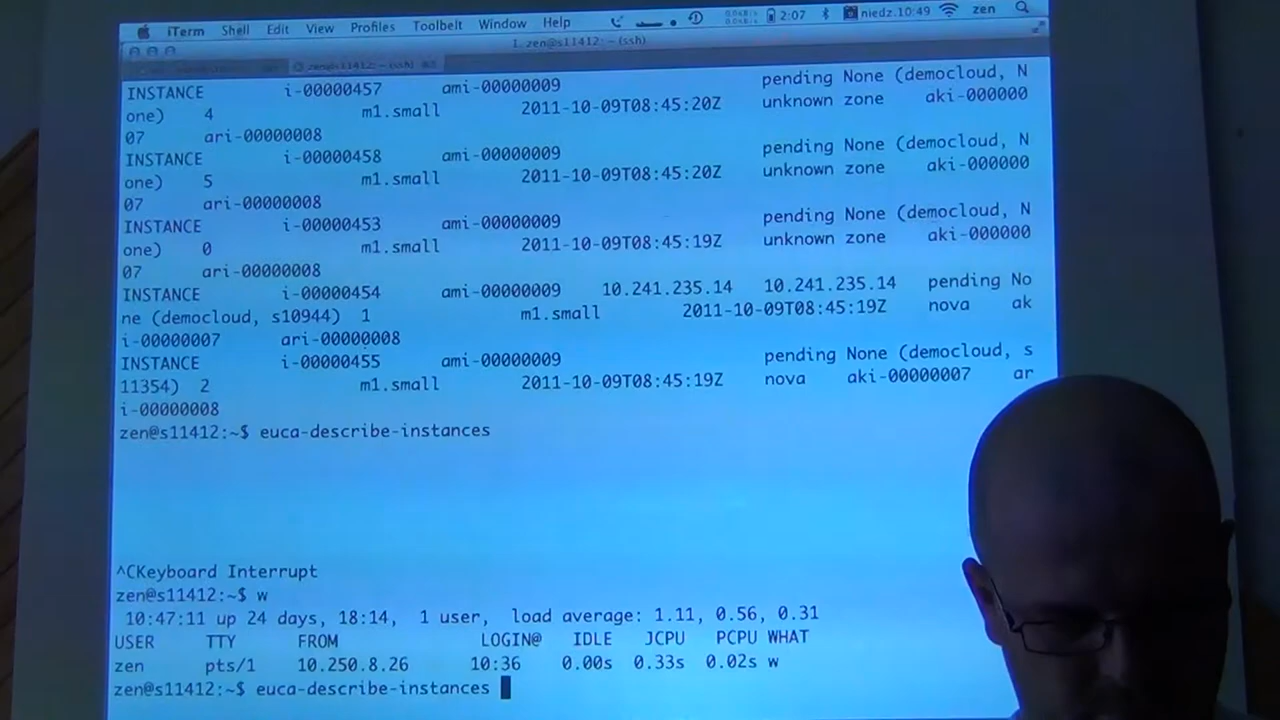 iTerm Shell Edit View Profiles Toolbelt Window Help 2:07 niedz.10:49 zen
1. zen@s11412: ~ (ssh)
zen@s11412: ~ (ssh)
INSTANCE i-00000457 ami-00000009 pending None (democloud, N
one) 4 m1.small 2011-10-09T08:45:20Z unknown zone aki-000000
07 ari-00000008
INSTANCE i-00000458 ami-00000009 pending None (democloud, N
one) 5 m1.small 2011-10-09T08:45:20Z unknown zone aki-000000
07 ari-00000008
INSTANCE i-00000453 ami-00000009 pending None (democloud, N
one) 0 m1.small 2011-10-09T08:45:19Z unknown zone aki-000000
07 ari-00000008
INSTANCE i-00000454 ami-00000009 10.241.235.14 10.241.235.14 pending No
ne (democloud, s10944) 1 m1.small 2011-10-09T08:45:19Z nova ak
i-00000007 ari-00000008
INSTANCE i-00000455 ami-00000009 pending None (democloud, s
11354) 2 m1.small 2011-10-09T08:45:19Z nova aki-00000007 ar
i-00000008
zen@s11412:~$ euca-describe-instances
^CKeyboard Interrupt
zen@s11412:~$ w
10:47:11 up 24 days, 18:14, 1 user, load average: 1.11, 0.56, 0.31
USER TTY FROM LOGIN@ IDLE JCPU PCPU WHAT
zen pts/1 10.250.8.26 10:36 0.00s 0.33s 0.02s w
zen@s11412:~$ euca-describe-instances